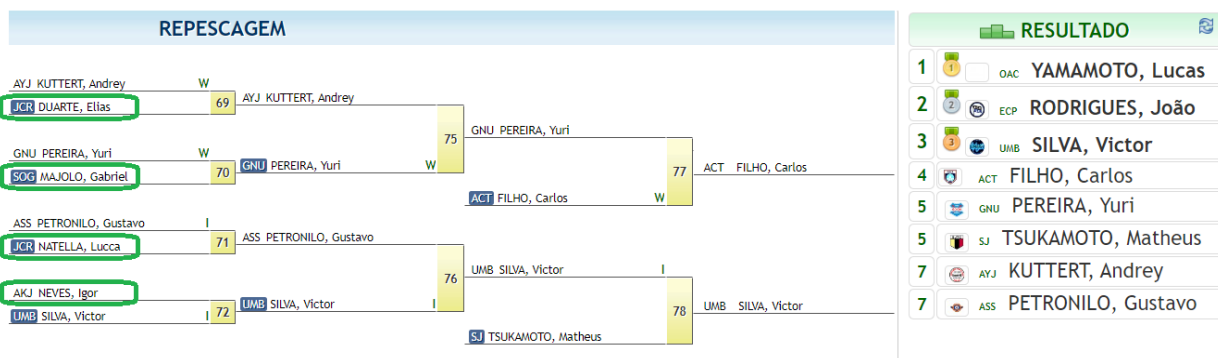 REPESCAGEM
AYJ KUTTERT, Andrey W
JCR DUARTE, Elias
69
AYJ KUTTERT, Andrey
GNU PEREIRA, Yuri W
SOG MAJOLO, Gabriel
70
GNU PEREIRA, Yuri W
75
GNU PEREIRA, Yuri
ACT FILHO, Carlos W
77
ACT FILHO, Carlos
ASS PETRONILO, Gustavo I
JCR NATELLA, Lucca
71
ASS PETRONILO, Gustavo
AKJ NEVES, Igor
UMB SILVA, Victor I
72
UMB SILVA, Victor I
76
UMB SILVA, Victor I
SJ TSUKAMOTO, Matheus
78
UMB SILVA, Victor
RESULTADO
1 1 OAC YAMAMOTO, Lucas
2 2 ECP RODRIGUES, João
3 3 UMB SILVA, Victor
4 ACT FILHO, Carlos
5 GNU PEREIRA, Yuri
5 SJ TSUKAMOTO, Matheus
7 AYJ KUTTERT, Andrey
7 ASS PETRONILO, Gustavo